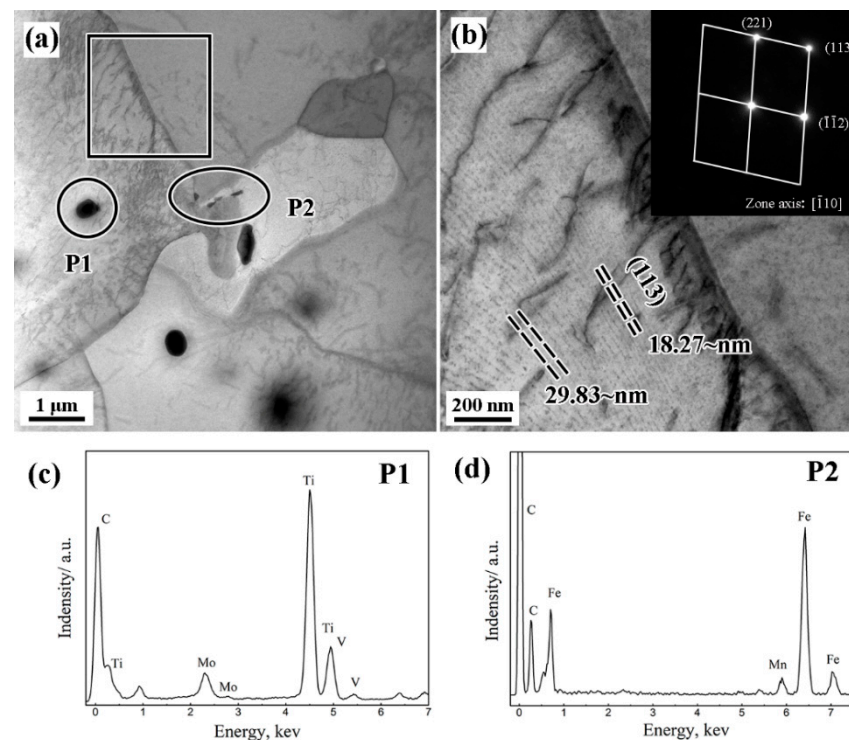 (a)
P1
P2
1 μm
(b)
(221)
(113
(1̄1̄2)
Zone axis: [1̄10]
(113)
18.27~nm
29.83~nm
200 nm
(c)
P1
C
Ti
Mo
Mo
Ti
Ti
V
V
Indensity/ a.u.
0 1 2 3 4 5 6 7
Energy, kev
(d)
P2
C
C
Fe
Mn
Fe
Fe
Indensity/ a.u.
0 1 2 3 4 5 6 7
Energy, kev